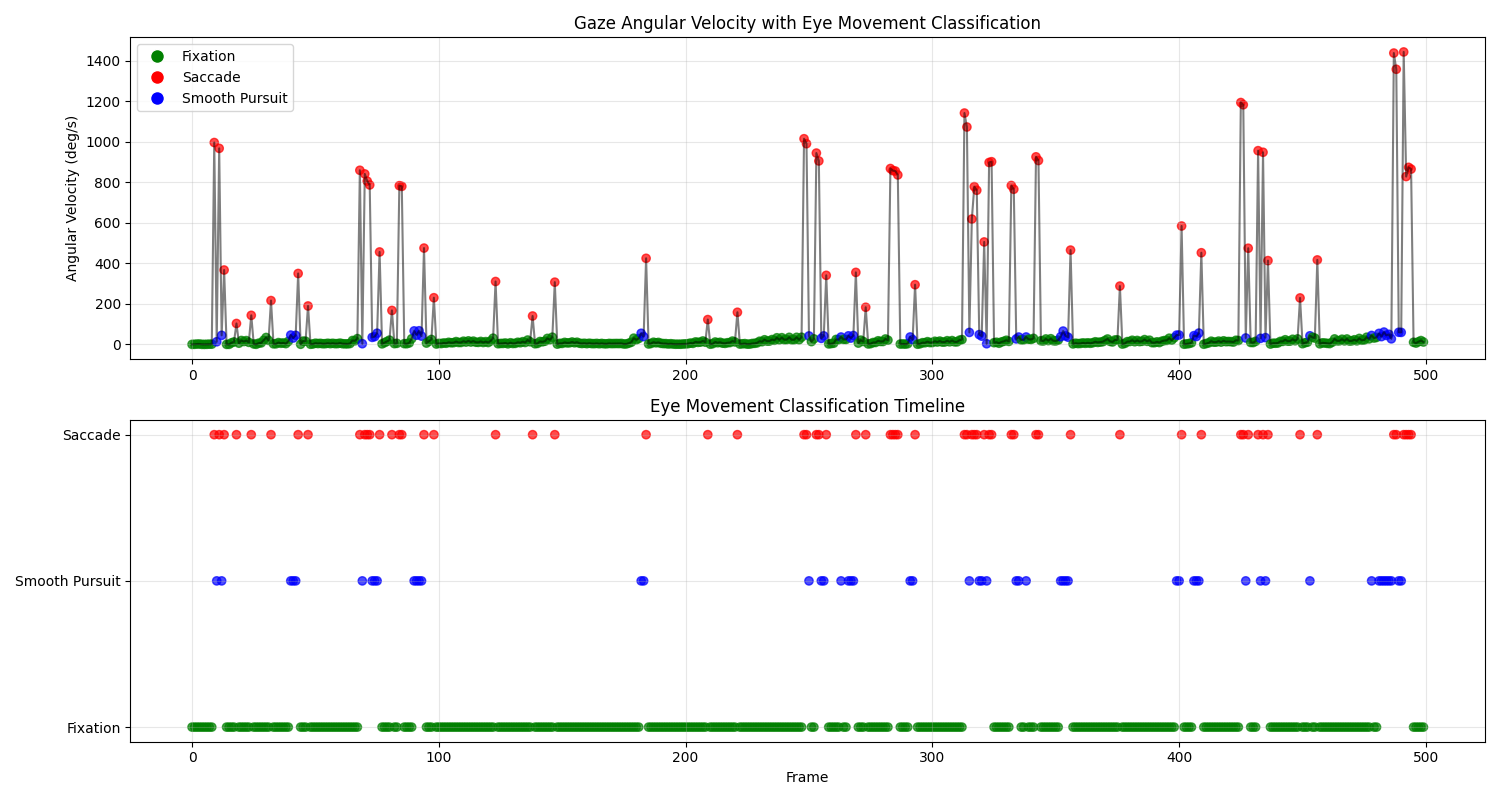 Gaze Angular Velocity with Eye Movement Classification
Angular Velocity (deg/s)
1400
1200
1000
800
600
400
200
0
Fixation
Saccade
Smooth Pursuit
0 100 200 300 400 500
Eye Movement Classification Timeline
Saccade
Smooth Pursuit
Fixation
0 100 200 300 400 500
Frame